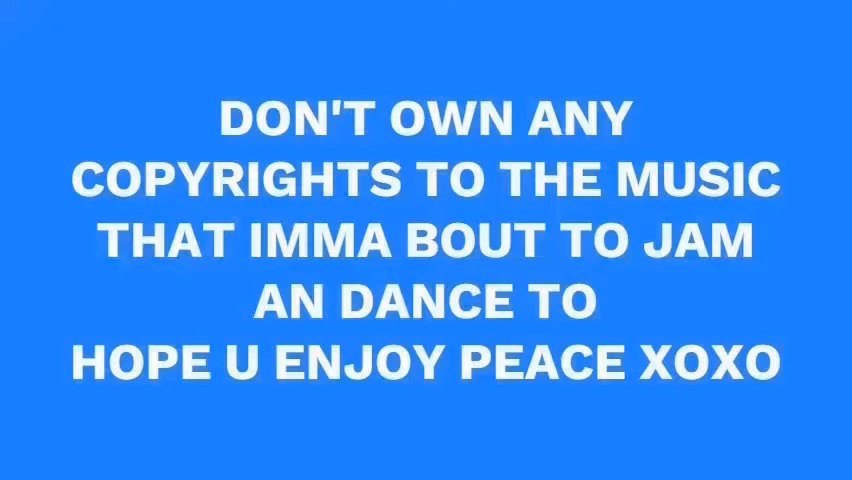 DON'T OWN ANY
COPYRIGHTS TO THE MUSIC
THAT IMMA BOUT TO JAM
AN DANCE TO
HOPE U ENJOY PEACE XOXO